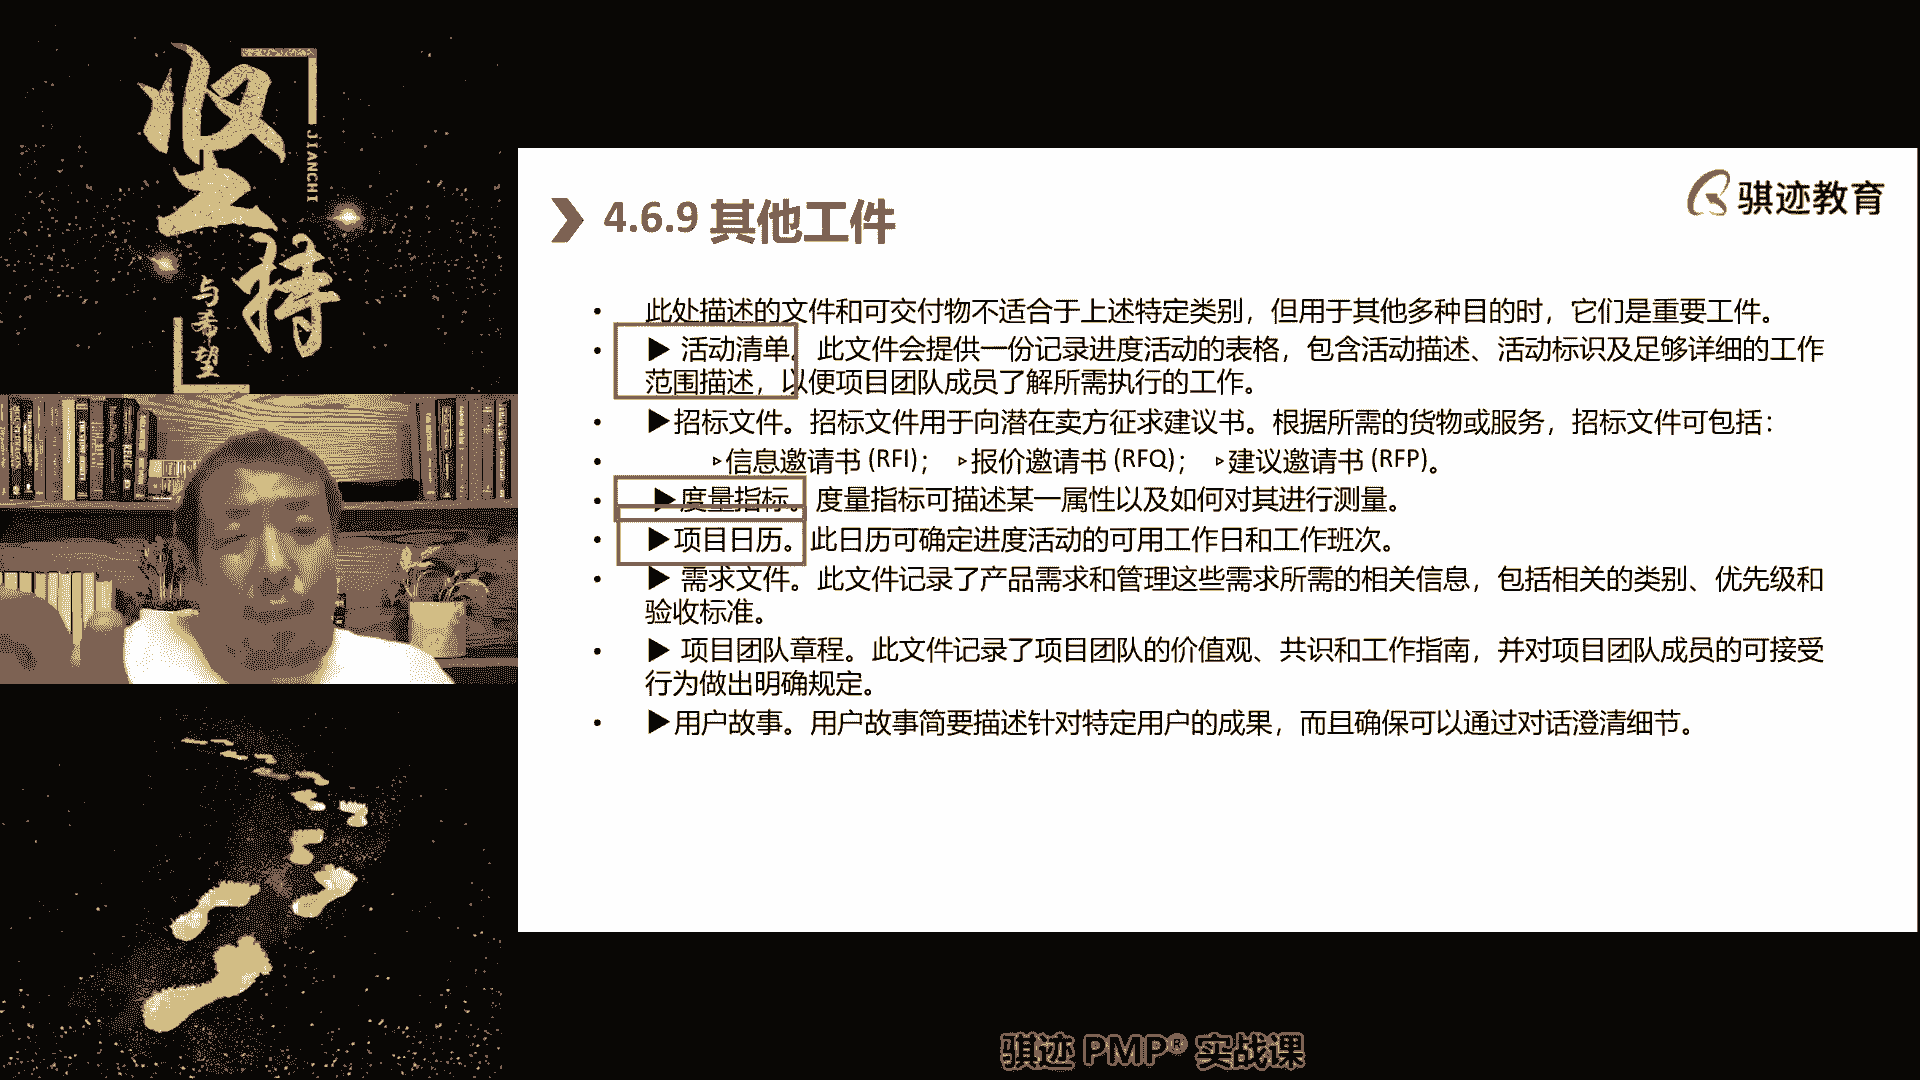 坚持
JIANCHI
与希望
骐迹教育
4.6.9 其他工件
• 此处描述的文件和可交付物不适合于上述特定类别，但用于其他多种目的时，它们是重要工件。
• ▶ 活动清单。此文件会提供一份记录进度活动的表格，包含活动描述、活动标识及足够详细的工作
范围描述，以便项目团队成员了解所需执行的工作。
• ▶招标文件。招标文件用于向潜在卖方征求建议书。根据所需的货物或服务，招标文件可包括：
• ▹信息邀请书 (RFI)； ▹报价邀请书 (RFQ)； ▹建议邀请书 (RFP)。
• ▶度量指标。度量指标可描述某一属性以及如何对其进行测量。
• ▶项目日历。此日历可确定进度活动的可用工作日和工作班次。
• ▶ 需求文件。此文件记录了产品需求和管理这些需求所需的相关信息，包括相关的类别、优先级和
验收标准。
• ▶ 项目团队章程。此文件记录了项目团队的价值观、共识和工作指南，并对项目团队成员的可接受
行为做出明确规定。
• ▶用户故事。用户故事简要描述针对特定用户的成果，而且确保可以通过对话澄清细节。
骐迹 PMP® 实战课